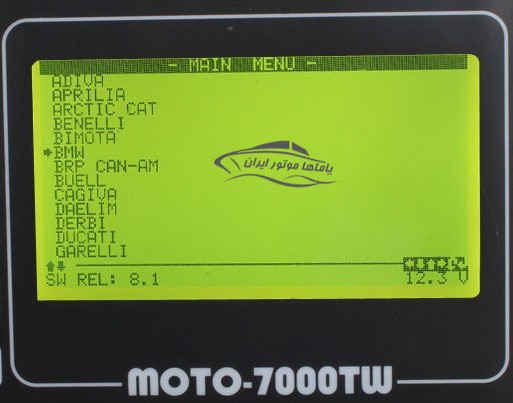 - MAIN MENU -
ADIVA
APRILIA
ARCTIC CAT
BENELLI
BIMOTA
BMW
BRP CAN-AM
BUELL
CAGIVA
DAELIM
DERBI
DUCATI
GARELLI
یاماها موتور ایران
SW REL: 8.1
12.3 V
MOTO-7000TW